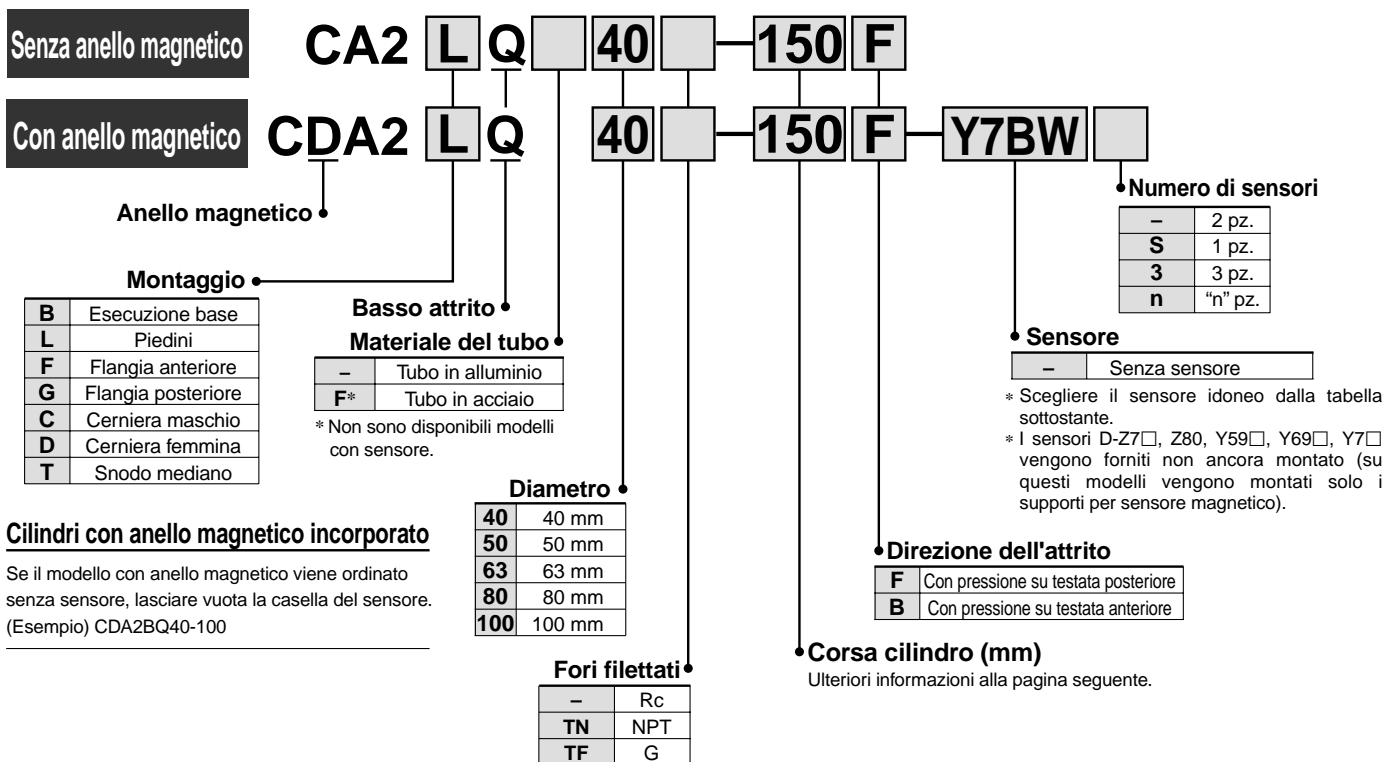 Senza anello magnetico CA2 L Q 40 –150 F
Con anello magnetico CDA2 L Q 40 –150 F – Y7BW
Anello magnetico
Numero di sensori
– 2 pz.
S 1 pz.
3 3 pz.
n “n” pz.
Montaggio
B Esecuzione base
L Piedini
F Flangia anteriore
G Flangia posteriore
C Cerniera maschio
D Cerniera femmina
T Snodo mediano
Basso attrito
Materiale del tubo
– Tubo in alluminio
F* Tubo in acciaio
* Non sono disponibili modelli
con sensore.
Sensore
– Senza sensore
* Scegliere il sensore idoneo dalla tabella
sottostante.
* I sensori D-Z7□, Z80, Y59□, Y69□, Y7□
vengono forniti non ancora montato (su
questi modelli vengono montati solo i
supporti per sensore magnetico).
Diametro
40 40 mm
50 50 mm
63 63 mm
80 80 mm
100 100 mm
Cilindri con anello magnetico incorporato
Se il modello con anello magnetico viene ordinato
senza sensore, lasciare vuota la casella del sensore.
(Esempio) CDA2BQ40-100
Direzione dell'attrito
F Con pressione su testata posteriore
B Con pressione su testata anteriore
Corsa cilindro (mm)
Ulteriori informazioni alla pagina seguente.
Fori filettati
– Rc
TN NPT
TF G